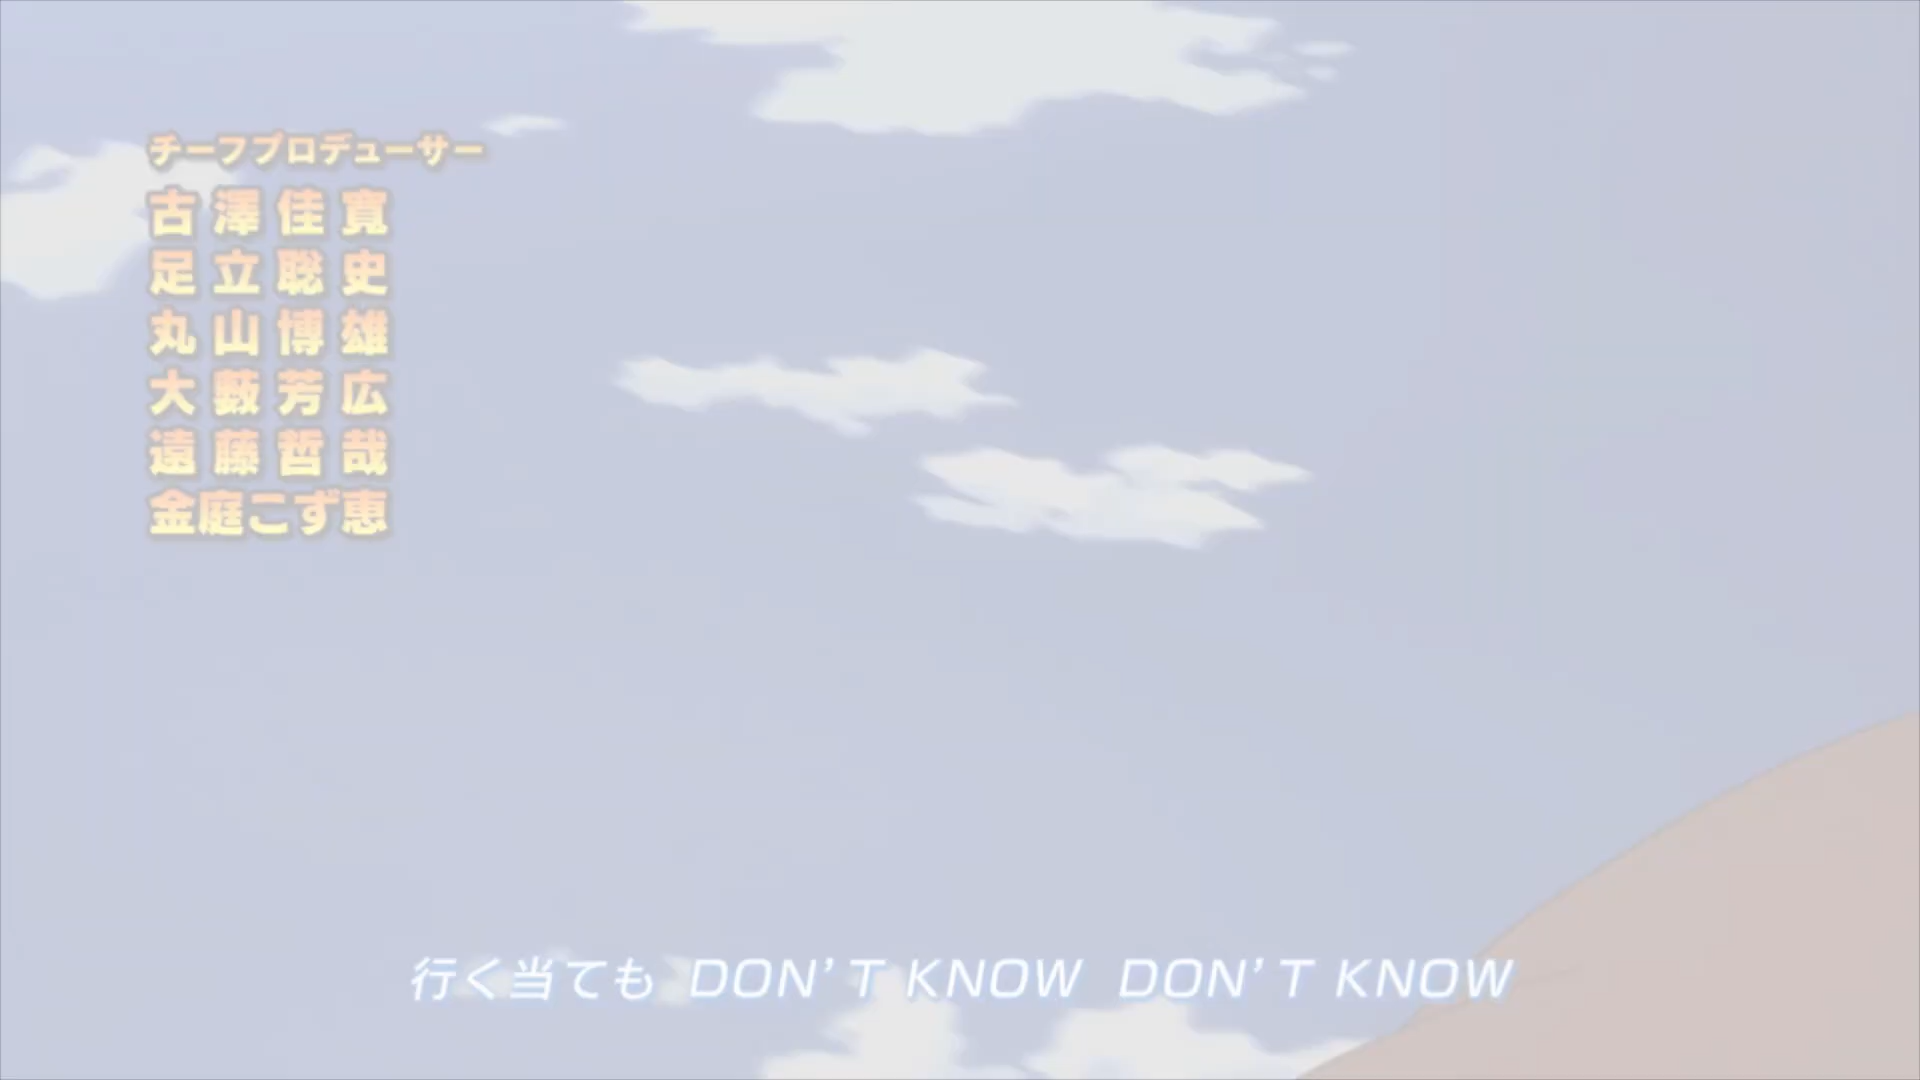 チーフプロデューサー
古澤佳寛
足立聡史
丸山博雄
大藪芳広
遠藤哲哉
金庭こず恵
行く当ても DON'T KNOW DON'T KNOW